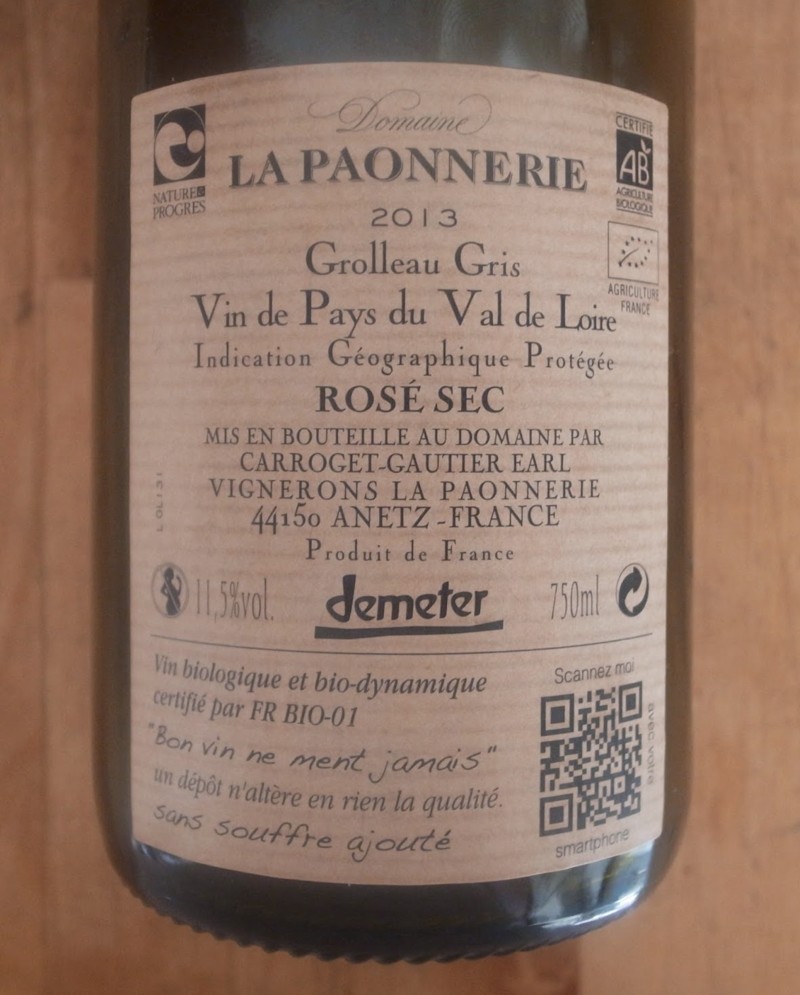 Domaine
LA PAONNERIE
NATURE & PROGRES
CERTIFIÉ
AB
AGRICULTURE
BIOLOGIQUE
2013
Grolleau Gris
AGRICULTURE
FRANCE
Vin de Pays du Val de Loire
Indication Géographique Protégée
ROSÉ SEC
MIS EN BOUTEILLE AU DOMAINE PAR
CARROGET-GAUTIER EARL
VIGNERONS LA PAONNERIE
44150 ANETZ - FRANCE
Produit de France
11,5%vol.
demeter
750ml
Vin biologique et bio-dynamique
certifié par FR BIO-01
"Bon vin ne ment jamais"
un dépôt n'altère en rien la qualité.
sans souffre ajouté
Scannez moi
avec votre
smartphone